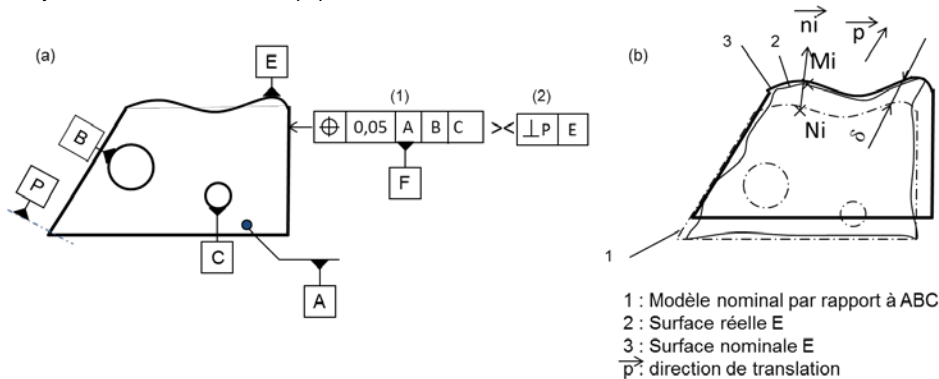 (a)
E
(1)
(2)
⌖ 0,05 A B C >< ⊥P E
F
B
P
C
A
(b)
3
2
ni
p
Mi
Ni
δ
1
1 : Modèle nominal par rapport à ABC
2 : Surface réelle E
3 : Surface nominale E
p : direction de translation